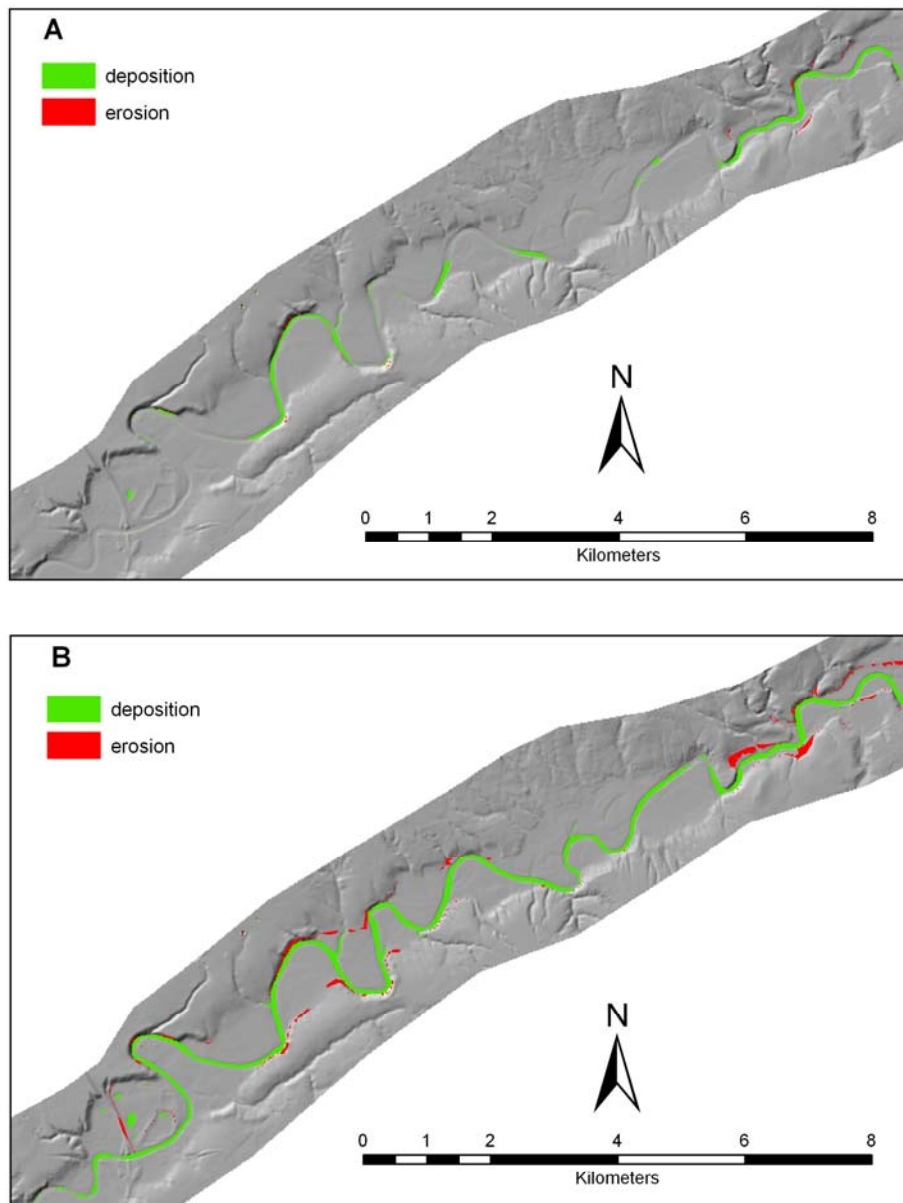 A
deposition
erosion
N
0 1 2 4 6 8
Kilometers
B
deposition
erosion
N
0 1 2 4 6 8
Kilometers